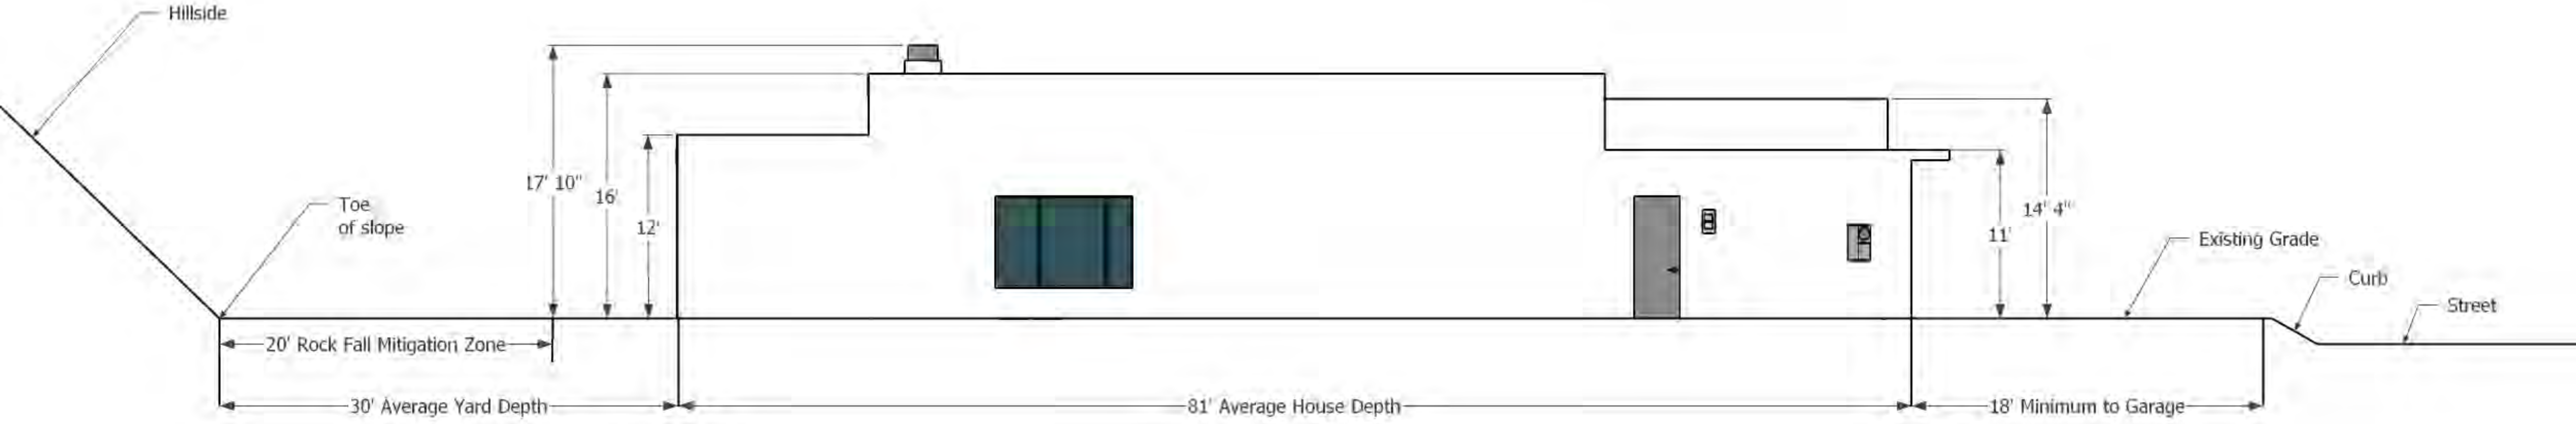 Hillside
17' 10"
16'
12'
Toe
of slope
14' 4"
11'
Existing Grade
Curb
Street
20' Rock Fall Mitigation Zone
30' Average Yard Depth
81' Average House Depth
18' Minimum to Garage